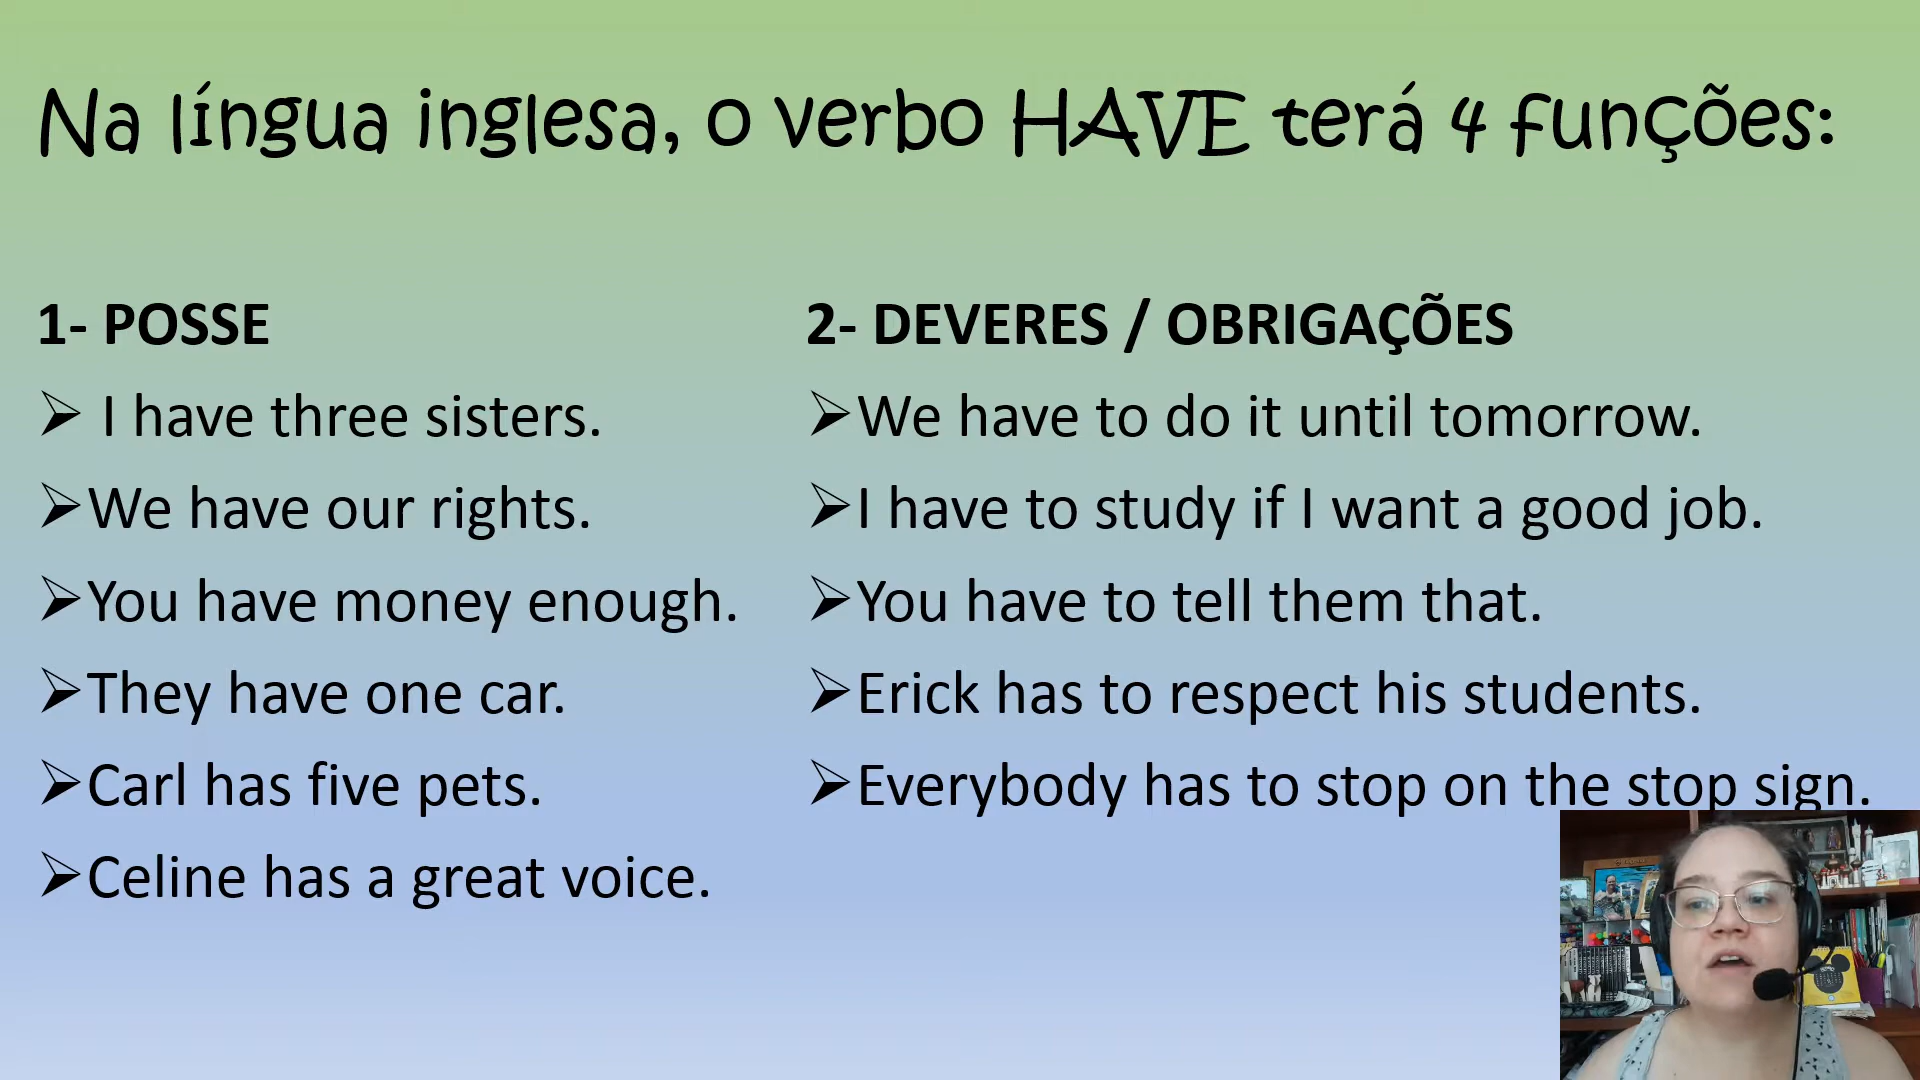 Na língua inglesa, o verbo HAVE terá 4 funções:
1- POSSE
➢ I have three sisters.
➢We have our rights.
➢You have money enough.
➢They have one car.
➢Carl has five pets.
➢Celine has a great voice.
2- DEVERES / OBRIGAÇÕES
➢We have to do it until tomorrow.
➢I have to study if I want a good job.
➢You have to tell them that.
➢Erick has to respect his students.
➢Everybody has to stop on the stop sign.